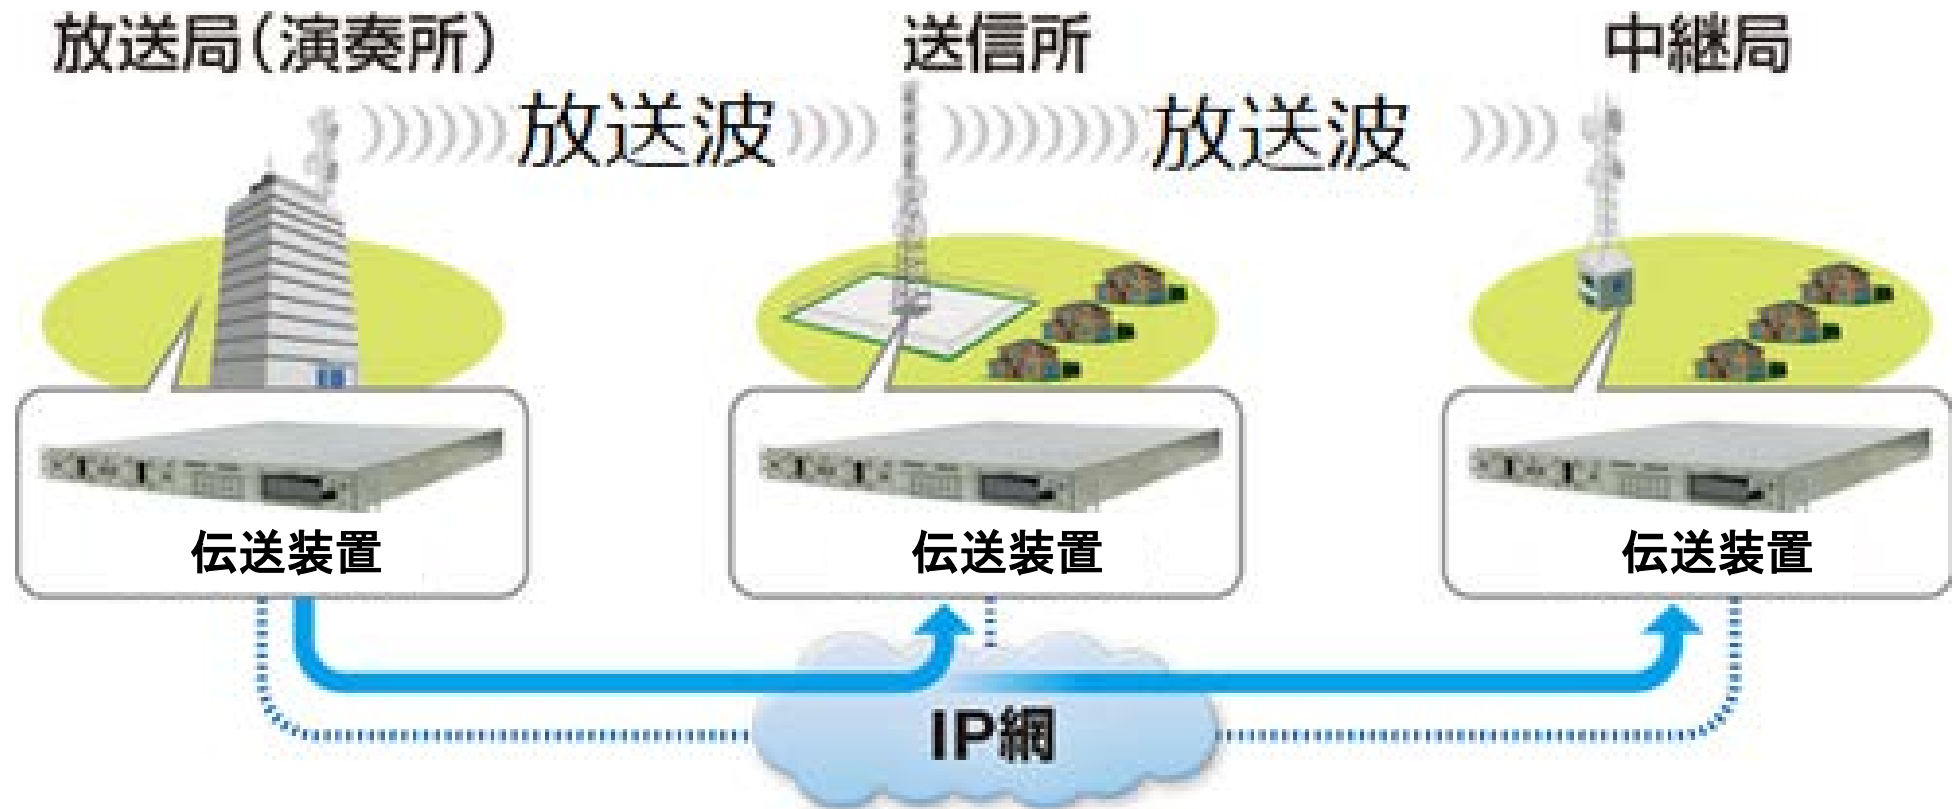 放送局(演奏所)
送信所
中継局
放送波
放送波
伝送装置
伝送装置
伝送装置
IP網